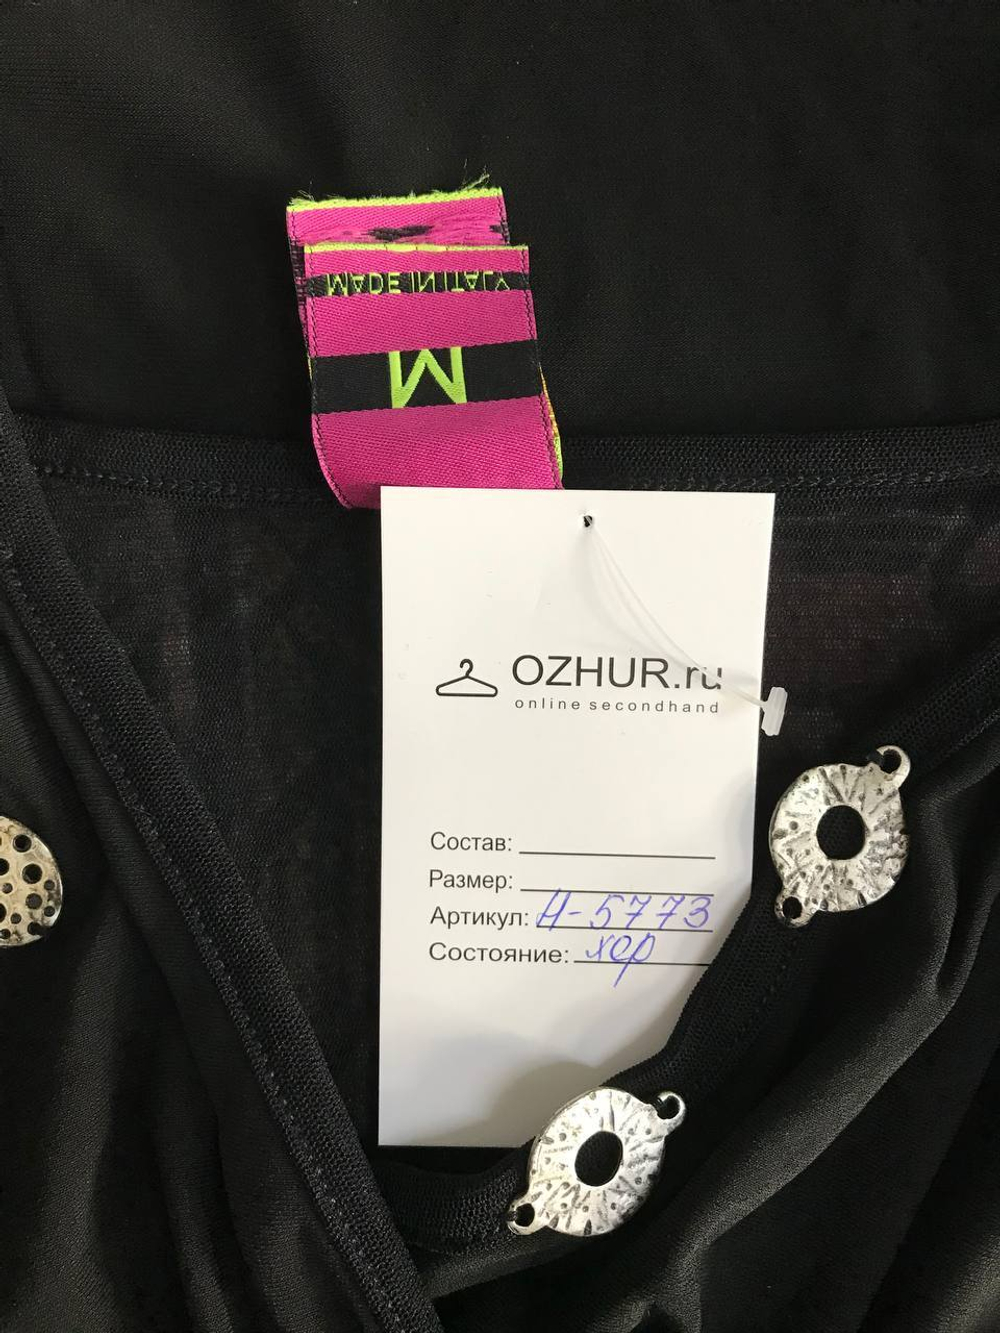 MADE IN ITALY
M
OZHUR.ru
online secondhand
Состав:
Размер:
Артикул: Н-5773
Состояние: хор